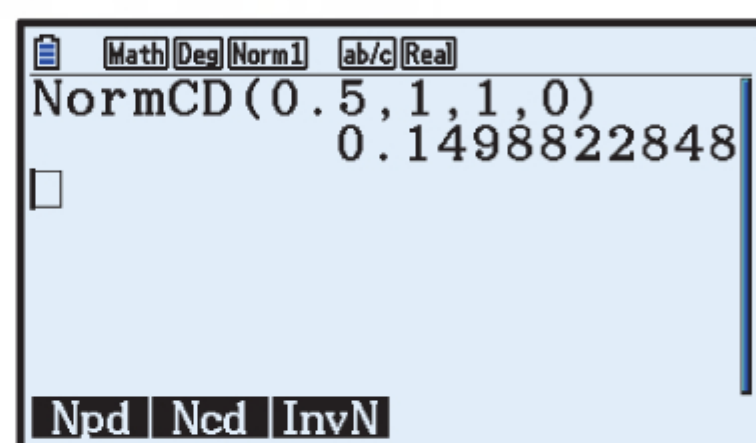 Math Deg Norm1 ab/c Real
NormCD(0.5,1,1,0)
0.1498822848
Npd Ncd InvN